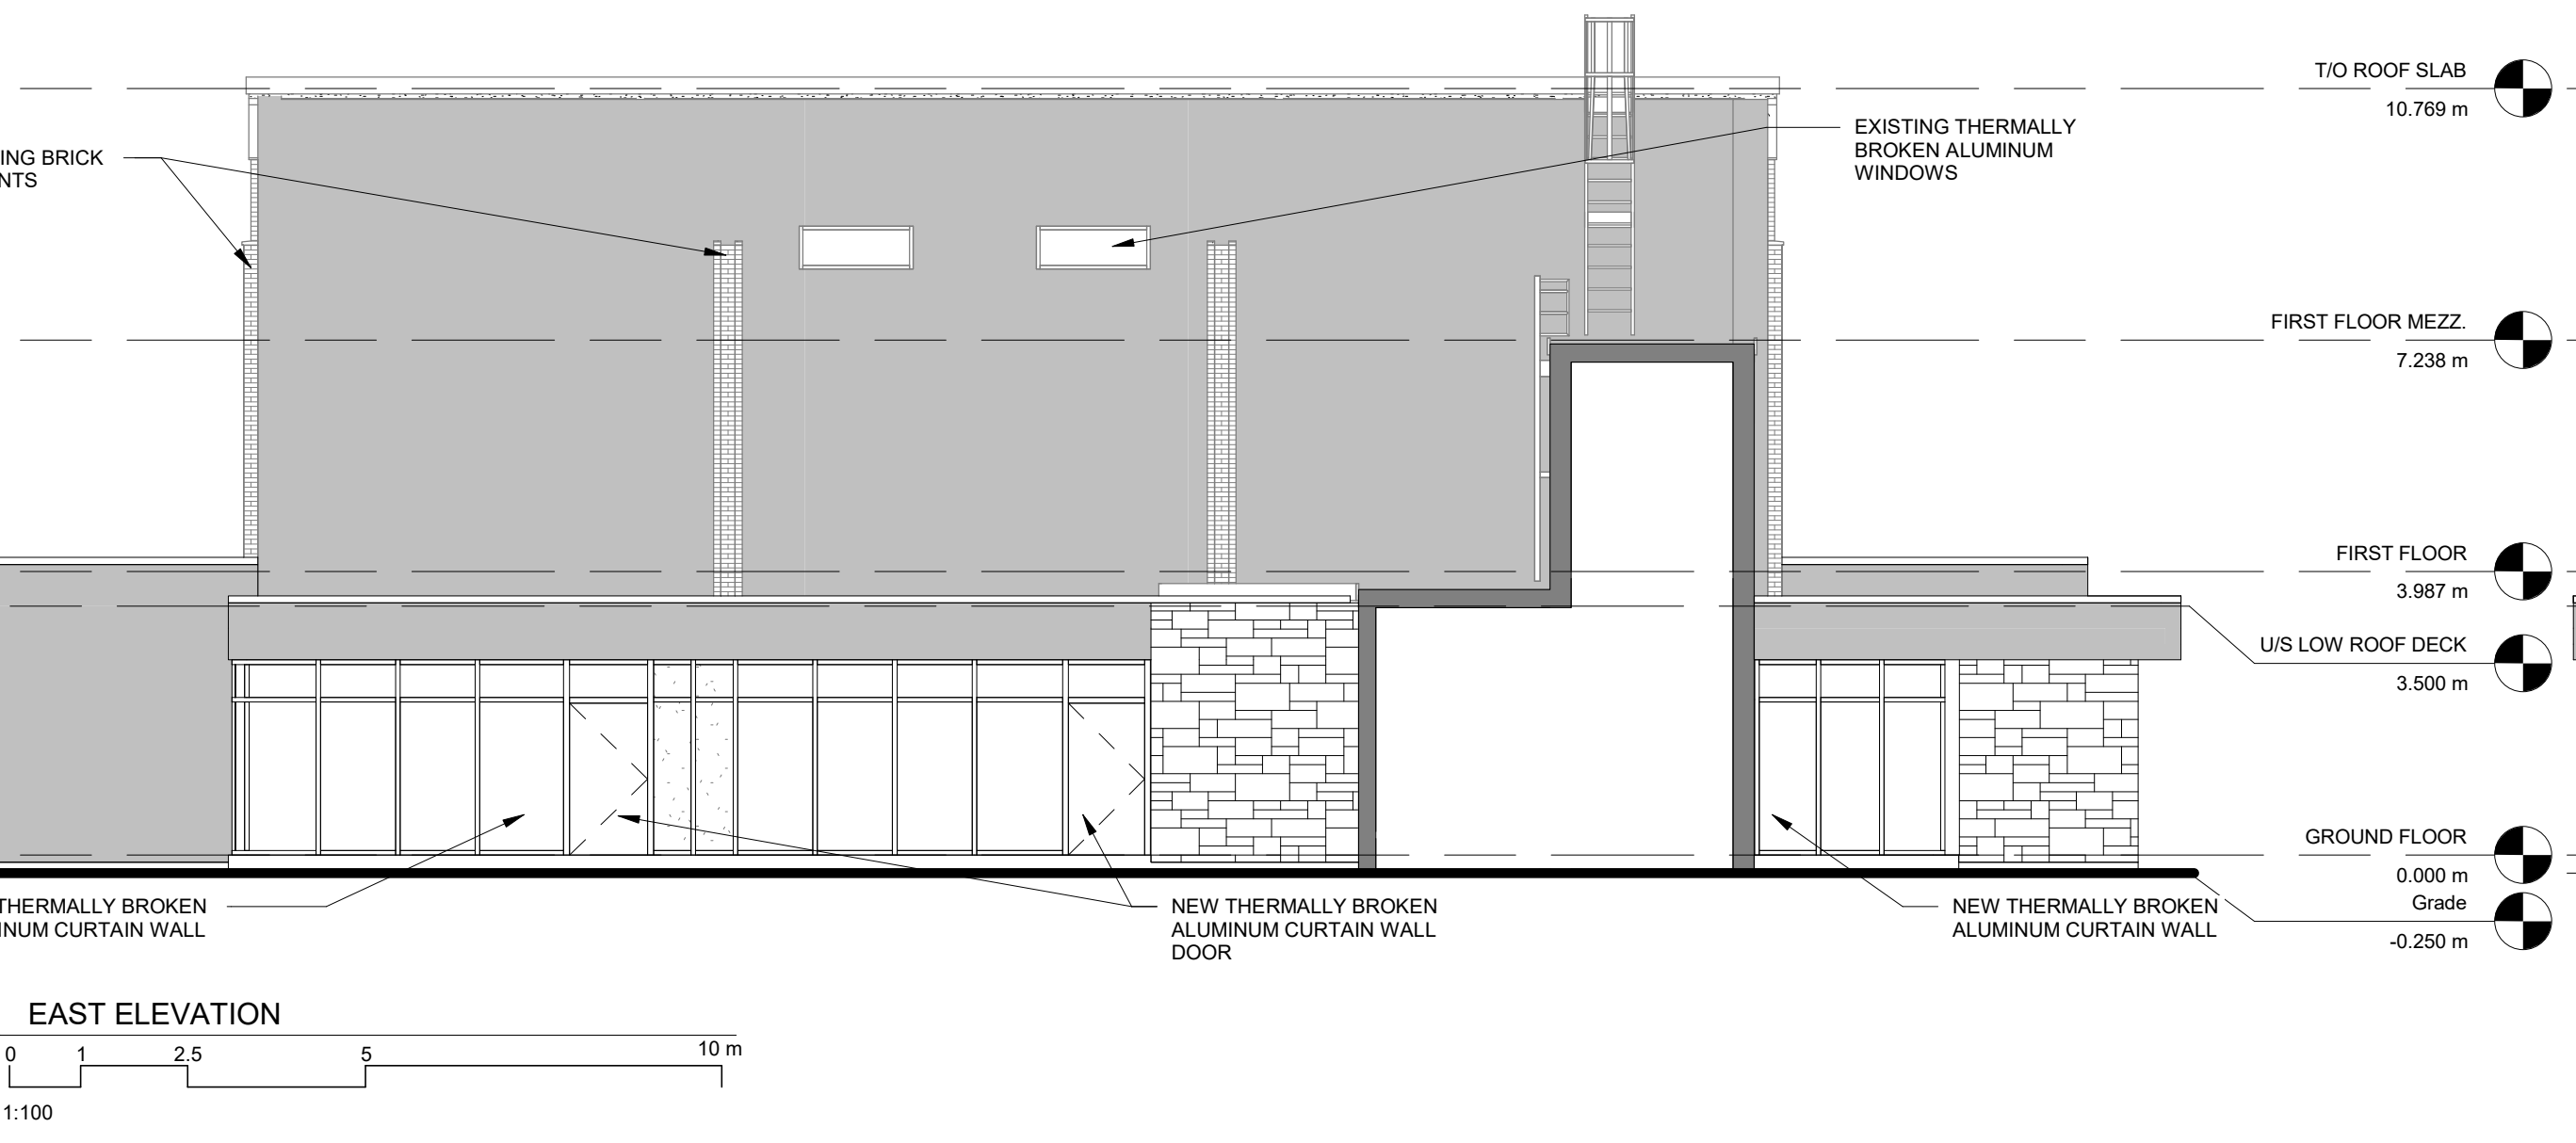 T/O ROOF SLAB
10.769 m
EXISTING THERMALLY
BROKEN ALUMINUM
WINDOWS
ING BRICK
NTS
FIRST FLOOR MEZZ.
7.238 m
FIRST FLOOR
3.987 m
U/S LOW ROOF DECK
3.500 m
GROUND FLOOR
0.000 m
Grade
-0.250 m
THERMALLY BROKEN
INUM CURTAIN WALL
NEW THERMALLY BROKEN
ALUMINUM CURTAIN WALL
DOOR
NEW THERMALLY BROKEN
ALUMINUM CURTAIN WALL
EAST ELEVATION
0 1 2.5 5 10 m
1:100